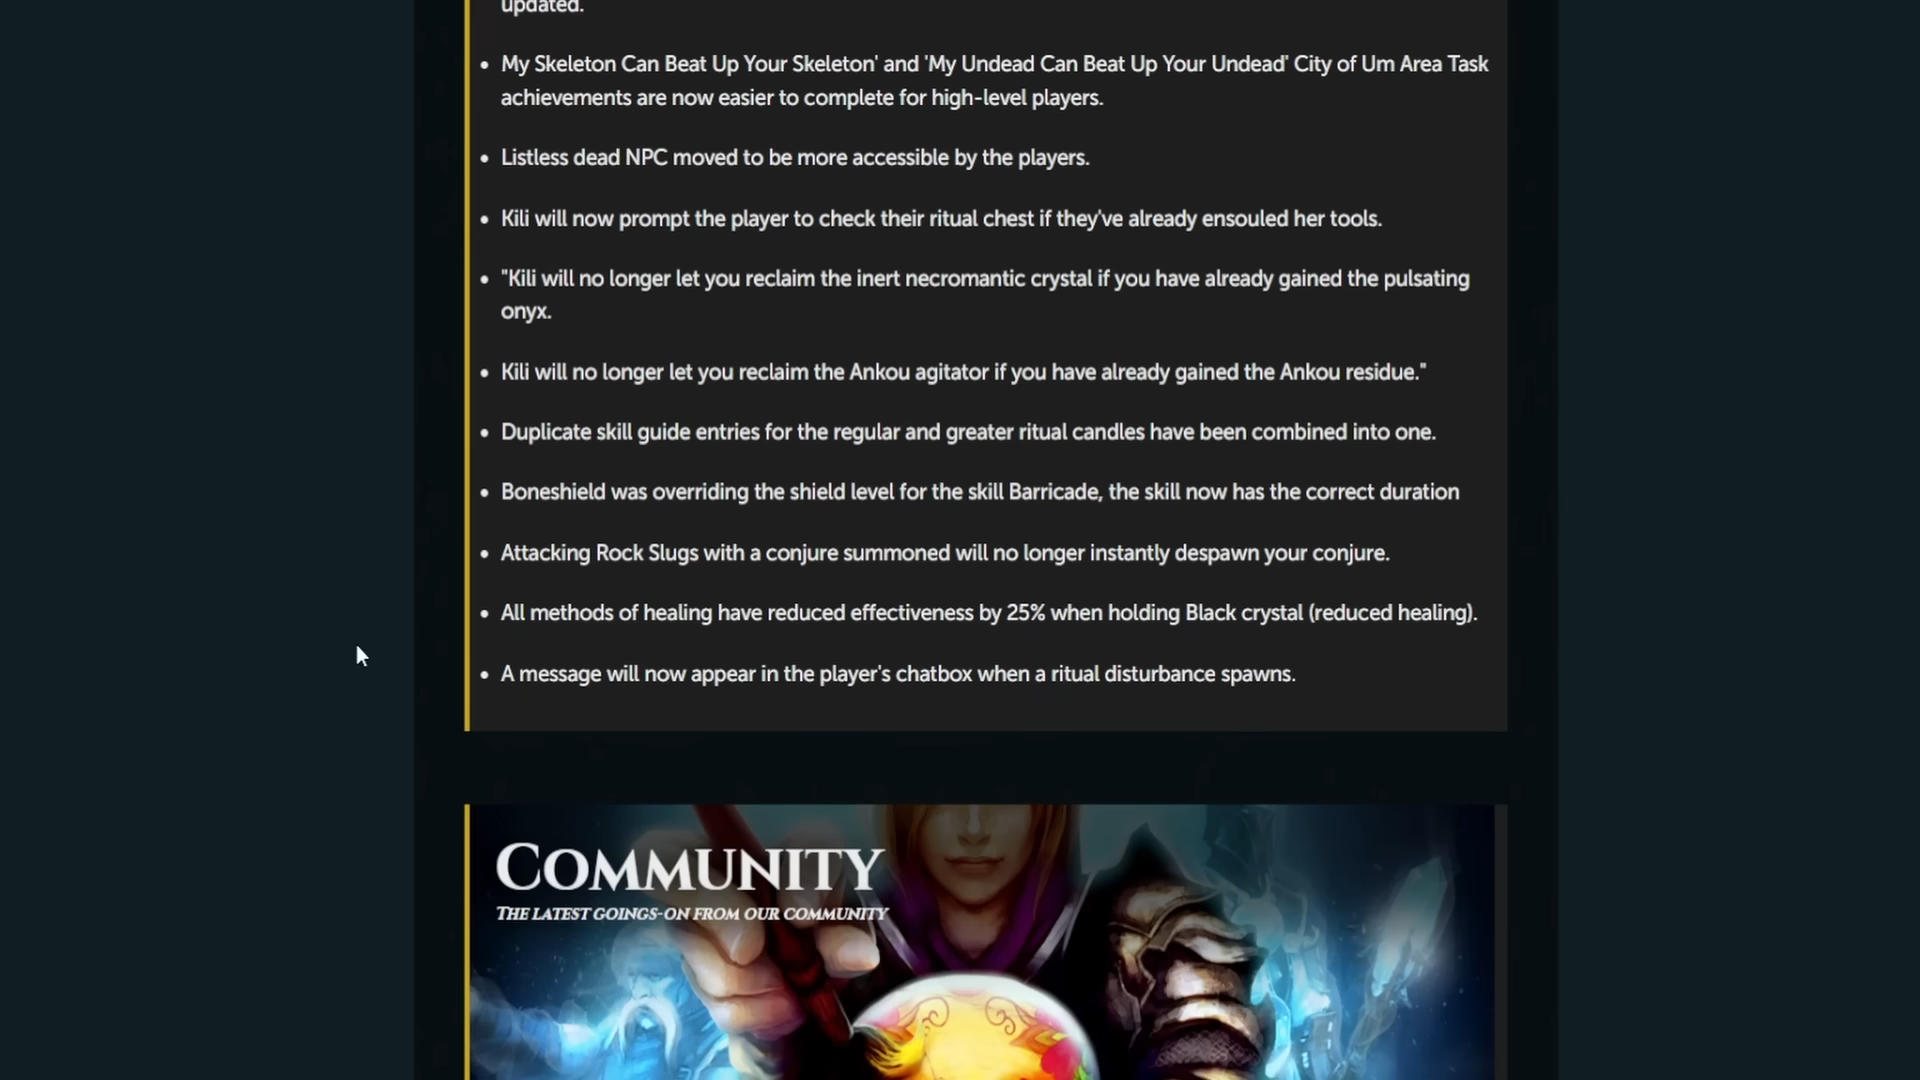 updated.
• My Skeleton Can Beat Up Your Skeleton' and 'My Undead Can Beat Up Your Undead' City of Um Area Task
achievements are now easier to complete for high-level players.
• Listless dead NPC moved to be more accessible by the players.
• Kili will now prompt the player to check their ritual chest if they've already ensouled her tools.
• "Kili will no longer let you reclaim the inert necromantic crystal if you have already gained the pulsating
onyx.
• Kili will no longer let you reclaim the Ankou agitator if you have already gained the Ankou residue."
• Duplicate skill guide entries for the regular and greater ritual candles have been combined into one.
• Boneshield was overriding the shield level for the skill Barricade, the skill now has the correct duration
• Attacking Rock Slugs with a conjure summoned will no longer instantly despawn your conjure.
• All methods of healing have reduced effectiveness by 25% when holding Black crystal (reduced healing).
• A message will now appear in the player's chatbox when a ritual disturbance spawns.
COMMUNITY
THE LATEST GOINGS-ON FROM OUR COMMUNITY